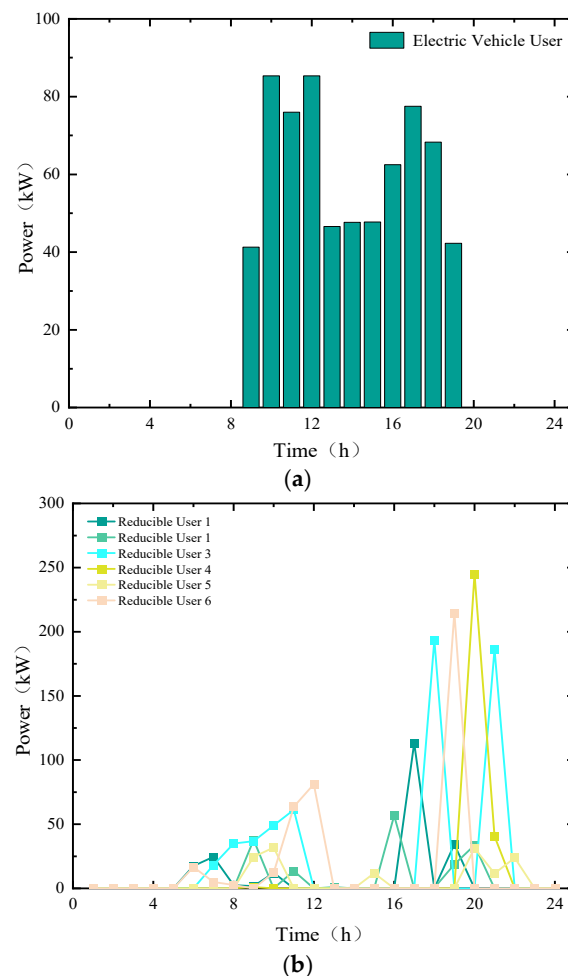 100
80
60
40
20
0
Power（kW）
Electric Vehicle User
0 4 8 12 16 20 24
Time（h）
(a)
300
250
200
150
100
50
0
Power（kW）
Reducible User 1
Reducible User 1
Reducible User 3
Reducible User 4
Reducible User 5
Reducible User 6
0 4 8 12 16 20 24
Time（h）
(b)